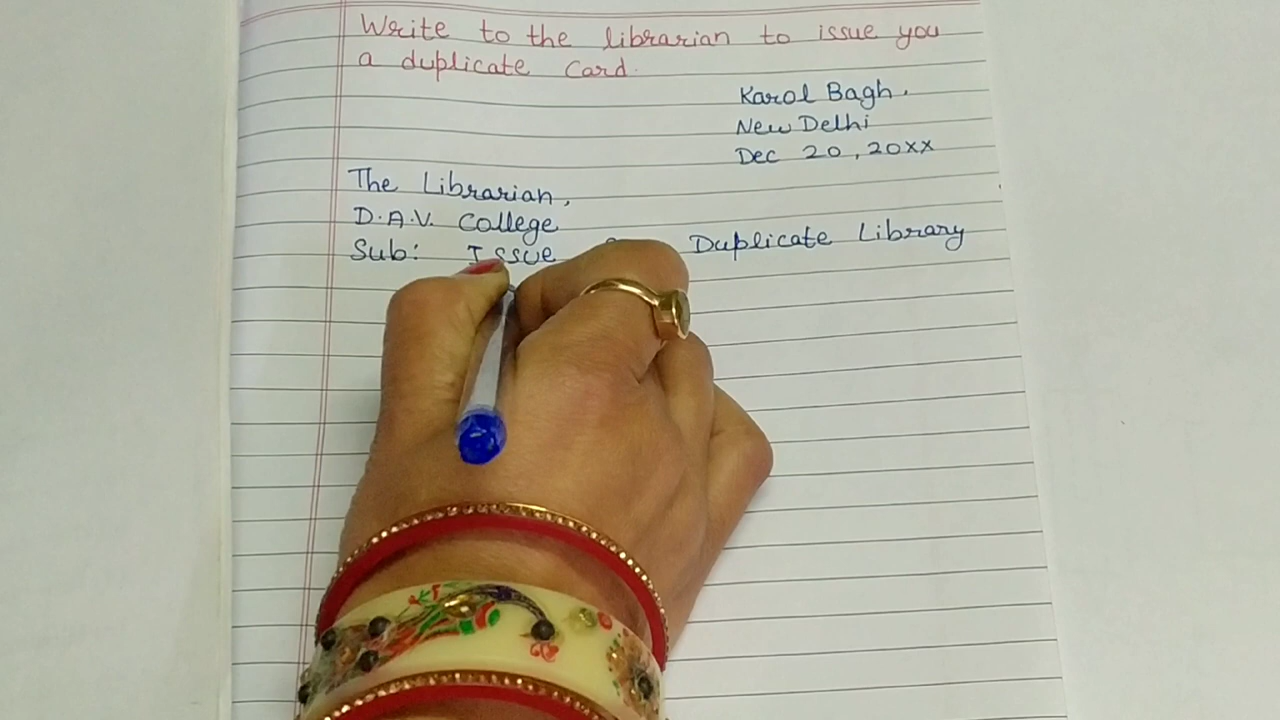 Write to the librarian to issue you
a duplicate card.
Karol Bagh.
New Delhi
Dec 20, 20xx
The Librarian,
D.A.V. College
Sub: Issue Duplicate Library